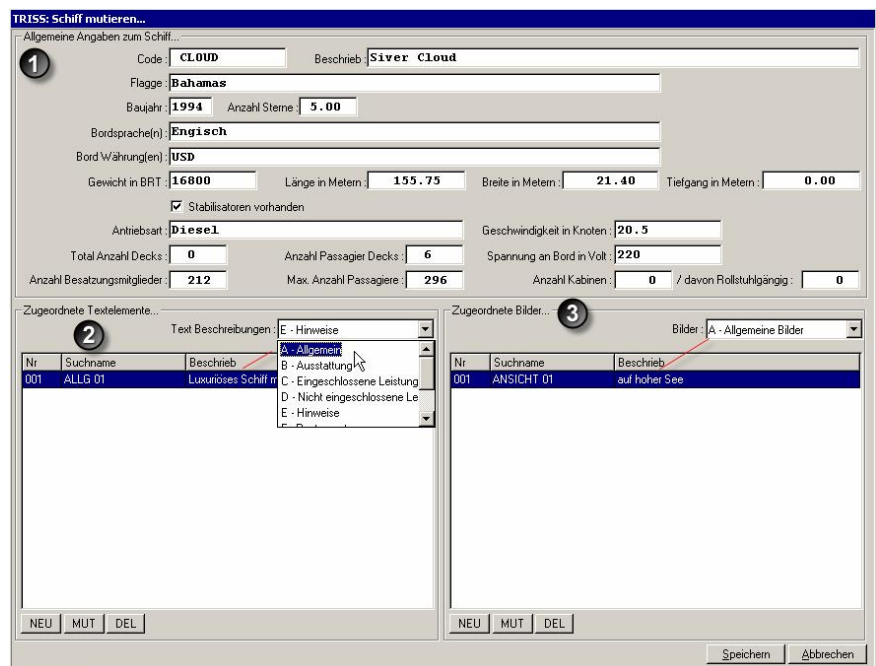 TRISS: Schiff mutieren...
Allgemeine Angaben zum Schiff...
1
Code : CLOUD Beschrieb : Siver Cloud
Flagge : Bahamas
Baujahr : 1994 Anzahl Sterne : 5.00
Bordsprache(n) : Engisch
Bord Währung(en) : USD
Gewicht in BRT : 16800 Länge in Metern : 155.75 Breite in Metern : 21.40 Tiefgang in Metern : 0.00
Stabilisatoren vorhanden
Antriebsart : Diesel Geschwindigkeit in Knoten : 20.5
Total Anzahl Decks : 0 Anzahl Passagier Decks : 6 Spannung an Bord in Volt : 220
Anzahl Besatzungsmitglieder : 212 Max. Anzahl Passagiere : 296 Anzahl Kabinen : 0 / davon Rollstuhlgängig : 0
Zugeordnete Textelemente...
2
Text Beschreibungen : E - Hinweise
A - Allgemein
B - Ausstattung
C - Eingeschlossene Leistung
D - Nicht eingeschlossene Le
E - Hinweise
Nr Suchname Beschrieb
001 ALLG 01 Luxuriöses Schiff m
NEU MUT DEL
Zugeordnete Bilder...
3
Bilder : A - Allgemeine Bilder
Nr Suchname Beschrieb
001 ANSICHT 01 auf hoher See
NEU MUT DEL
Speichern Abbrechen